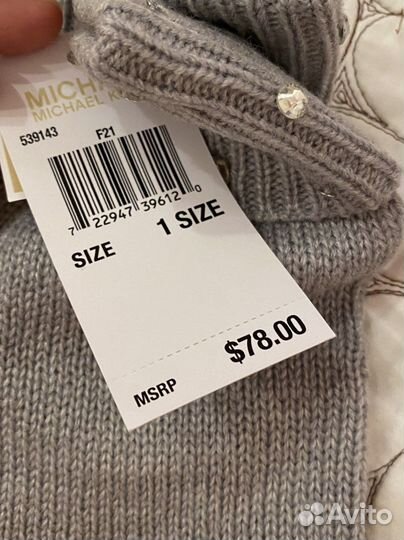 MICH
MICHAEL K
539143 F21
7 22947 39612 0
SIZE 1 SIZE
$78.00
MSRP
Avito